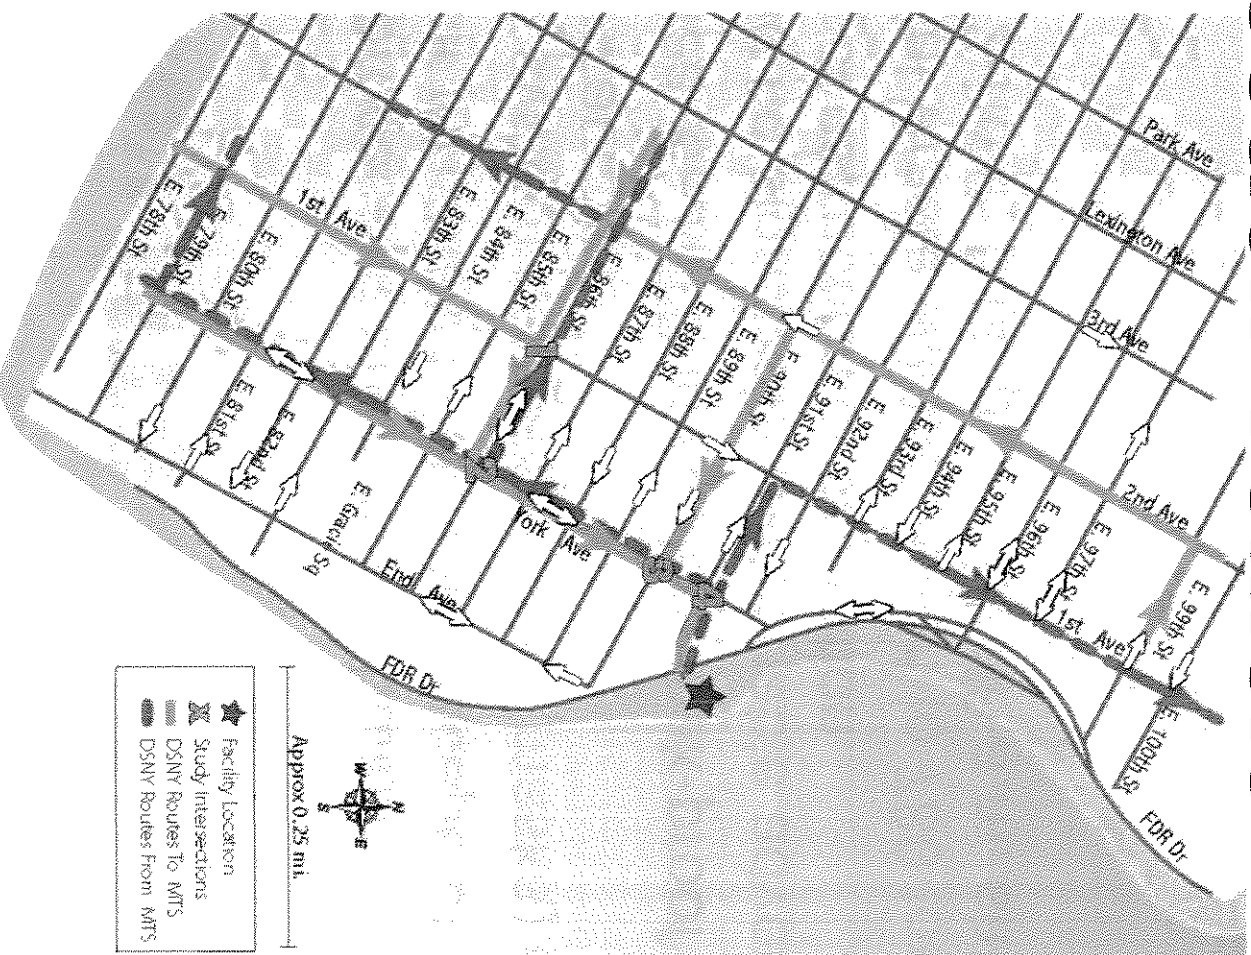 Park Ave
Lexington Ave
3rd Ave
2nd Ave
1st Ave
1st Ave
York Ave
End Ave
FDR Dr
FDR Dr
E. 78th St
E. 79th St
E. 80th St
E. 81st St
E. 82nd St
E. 83th St
E. 84th St
E. 85th St
E. 86th St
E. 87th St
E. 88th St
E. 89th St
E. 90th St
E. 91st St
E. 92nd St
E. 93rd St
E. 94th St
E. 95th St
E. 96th St
E. 97th St
E. 99th St
E. 100th St
E. Gracie Sq
N
W
E
S
Approx 0.25 mi.
Facility Location
Study Intersections
DSNY Routes To MTS
DSNY Routes From MTS